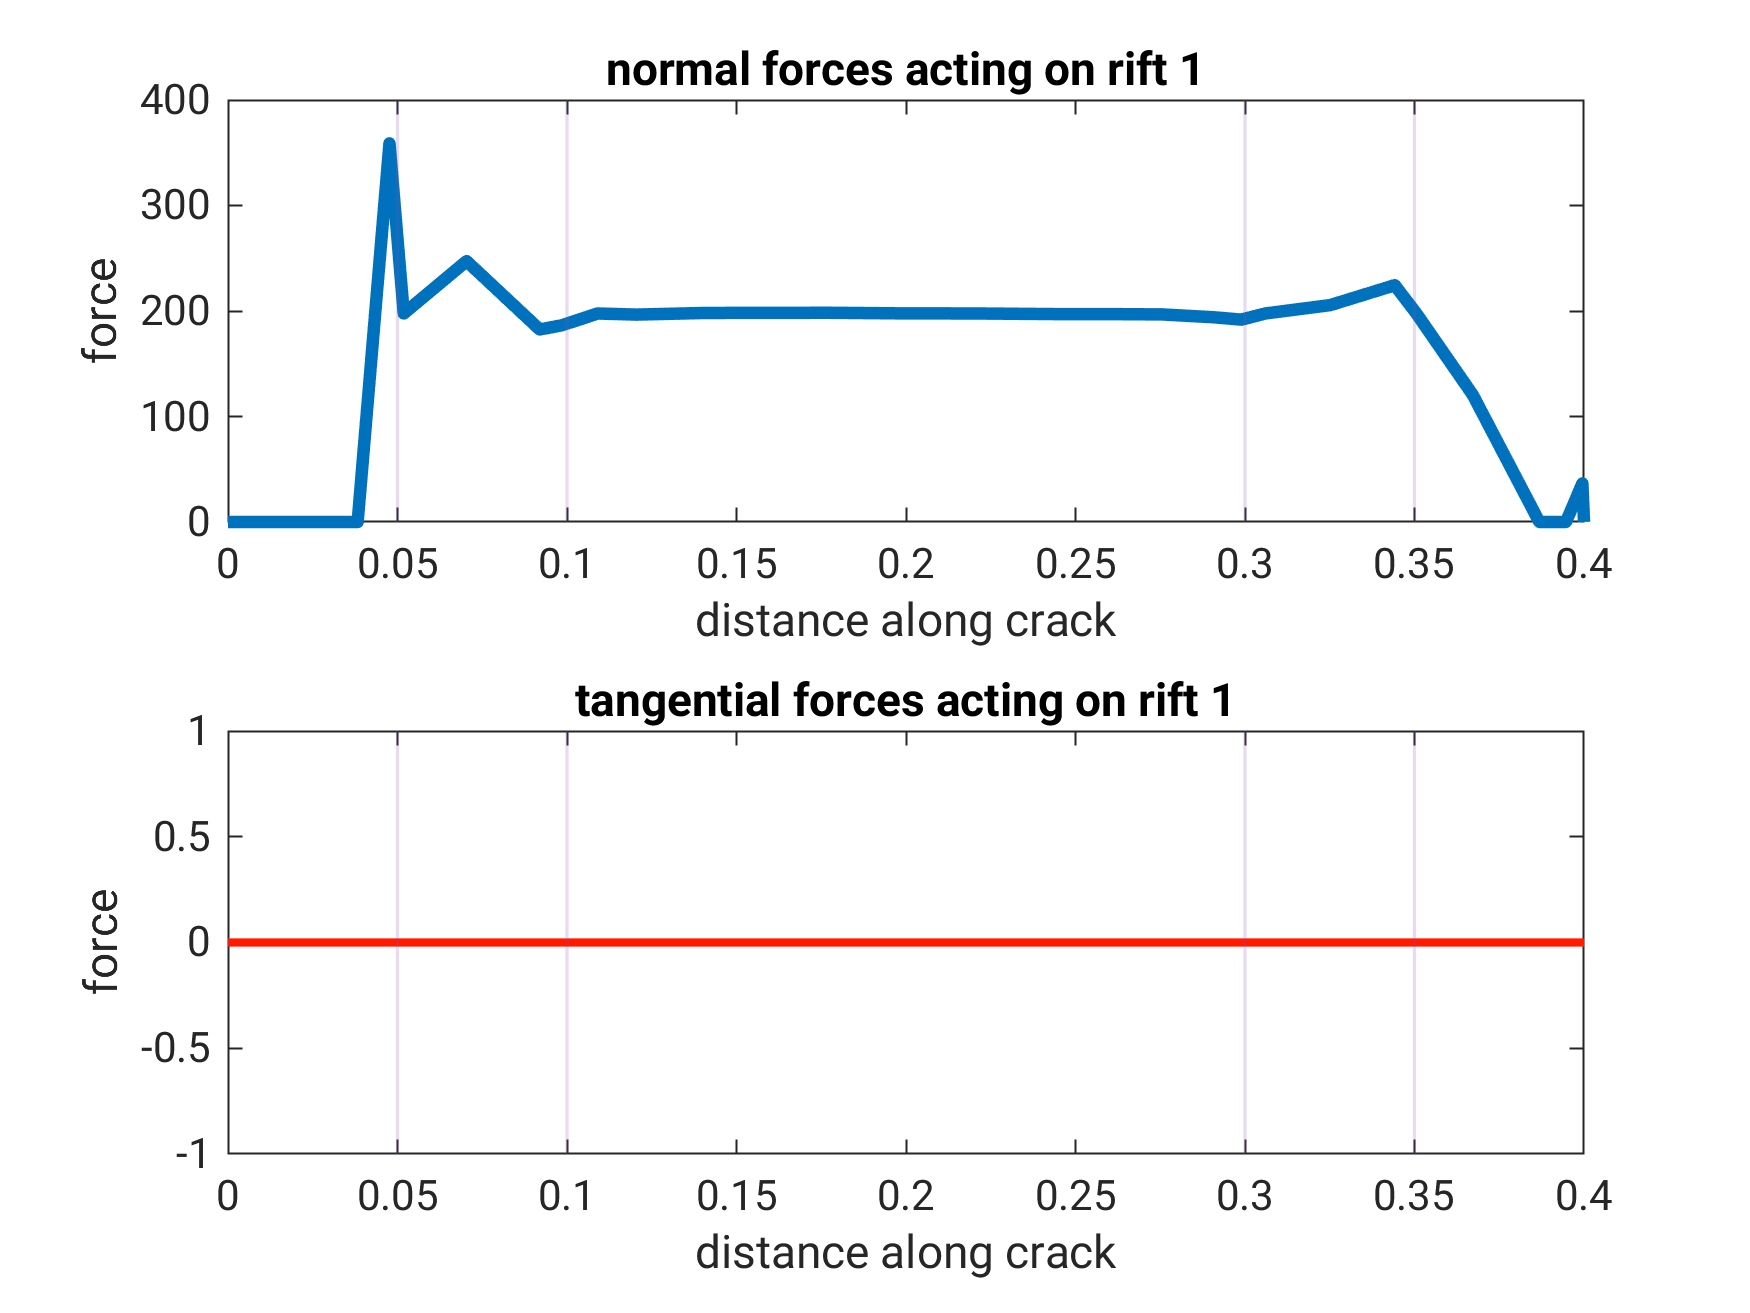 normal forces acting on rift 1
400
300
200
100
0
force
0 0.05 0.1 0.15 0.2 0.25 0.3 0.35 0.4
distance along crack
tangential forces acting on rift 1
1
0.5
0
-0.5
-1
force
0 0.05 0.1 0.15 0.2 0.25 0.3 0.35 0.4
distance along crack